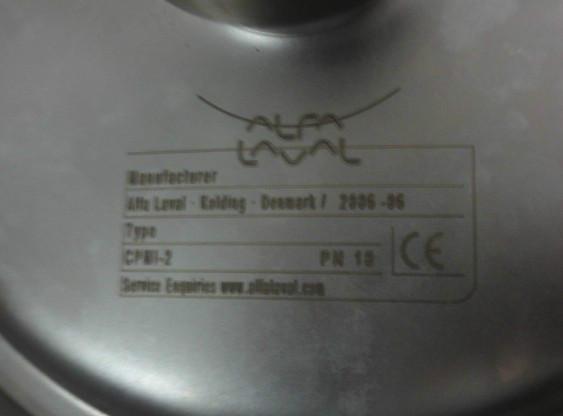 ALFA
LAVAL
Manufacturer
Alfa Laval - Kolding - Denmark / 2006 -06
Type
CPMI-2 PN 10
CE
Service Enquiries www.alfalaval.com